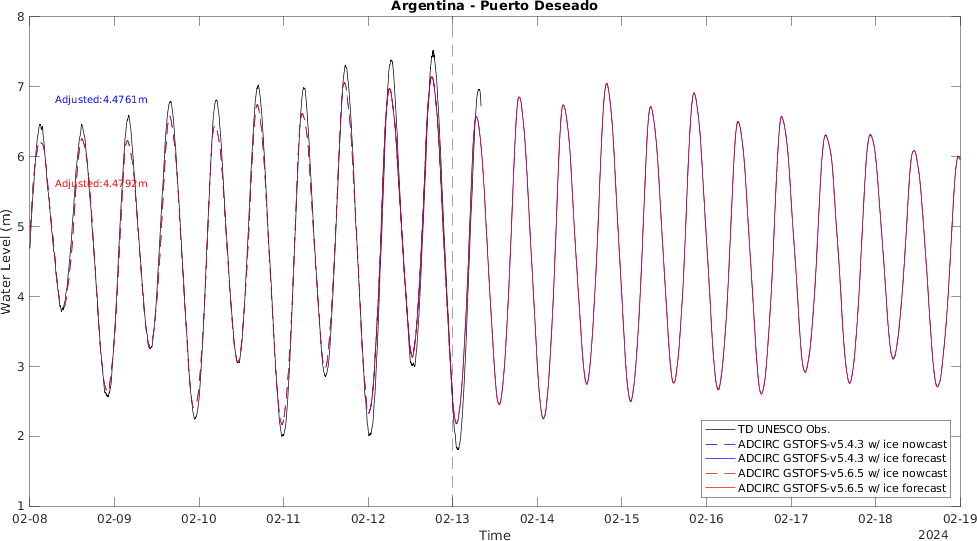 Argentina - Puerto Deseado
8
7
6
5
4
3
2
1
Water Level (m)
Adjusted:4.4761m
Adjusted:4.4792m
TD UNESCO Obs.
ADCIRC GSTOFS-v5.4.3 w/ ice nowcast
ADCIRC GSTOFS-v5.4.3 w/ ice forecast
ADCIRC GSTOFS-v5.6.5 w/ ice nowcast
ADCIRC GSTOFS-v5.6.5 w/ ice forecast
02-08 02-09 02-10 02-11 02-12 02-13 02-14 02-15 02-16 02-17 02-18 02-19
Time
2024